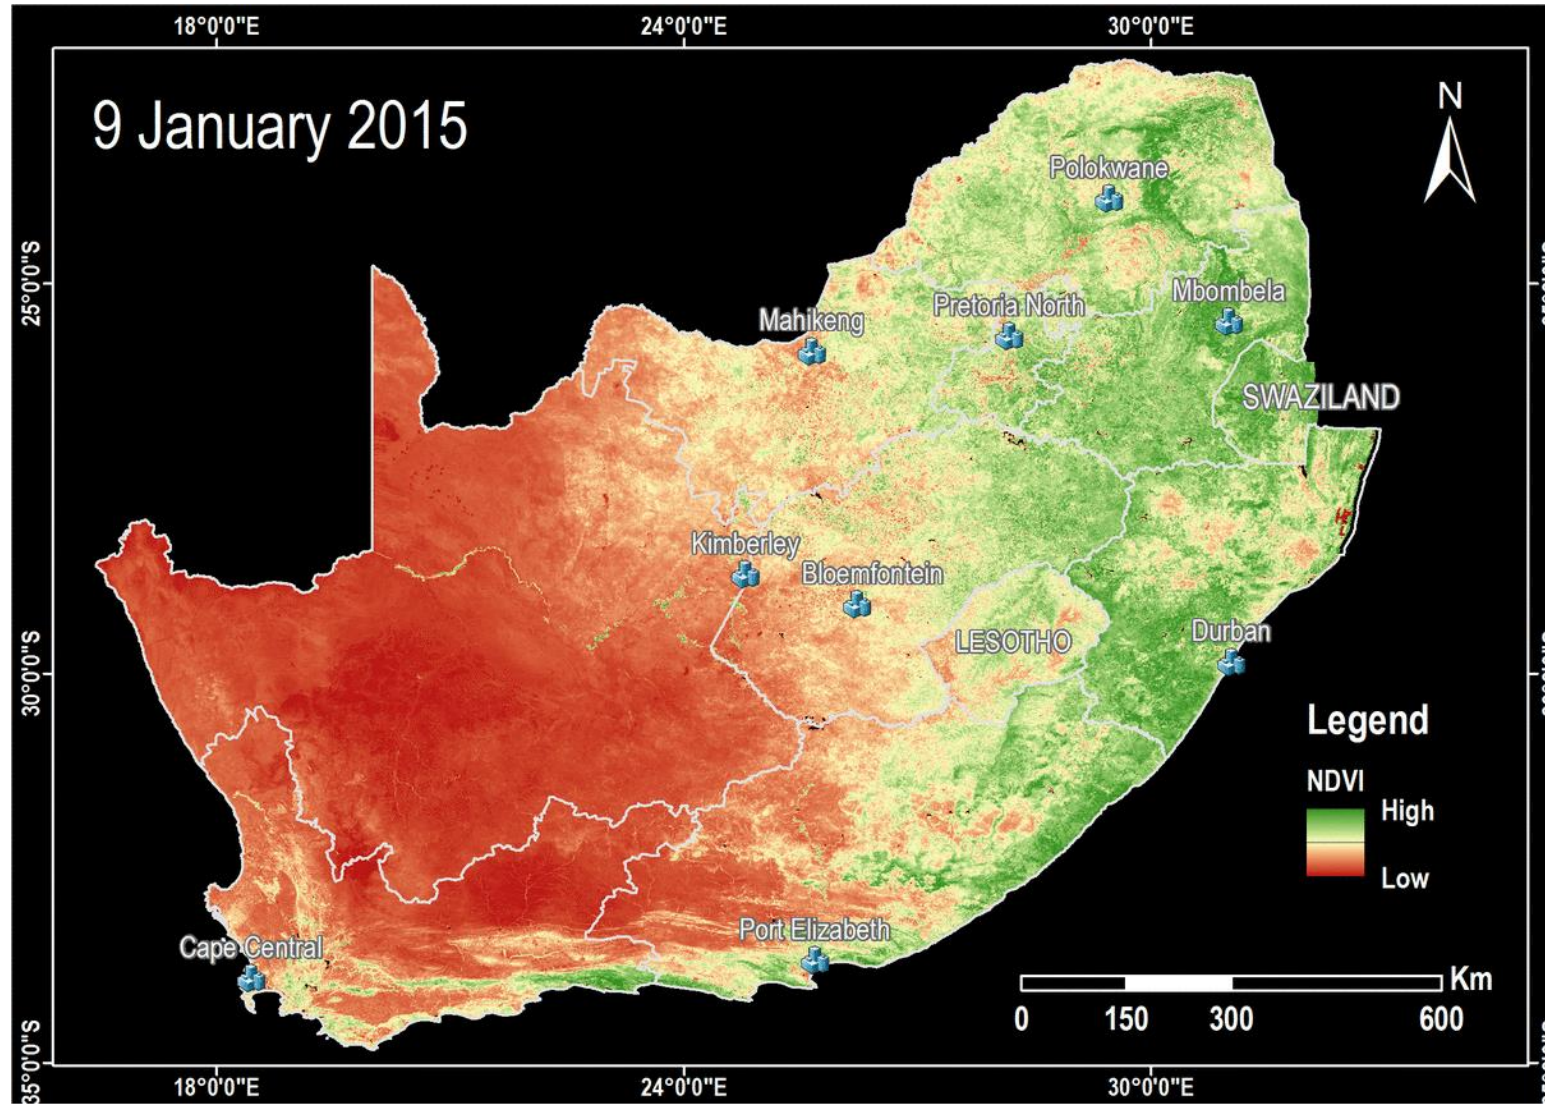 18°0'0"E 24°0'0"E 30°0'0"E
9 January 2015
N
Polokwane
25°0'0"S
Mbombela
Pretoria North
Mahikeng
SWAZILAND
Kimberley
Bloemfontein
LESOTHO
Durban
30°0'0"S
Legend
NDVI
High
Low
Port Elizabeth
Cape Central
Km
0 150 300 600
35°0'0"S
18°0'0"E 24°0'0"E 30°0'0"E